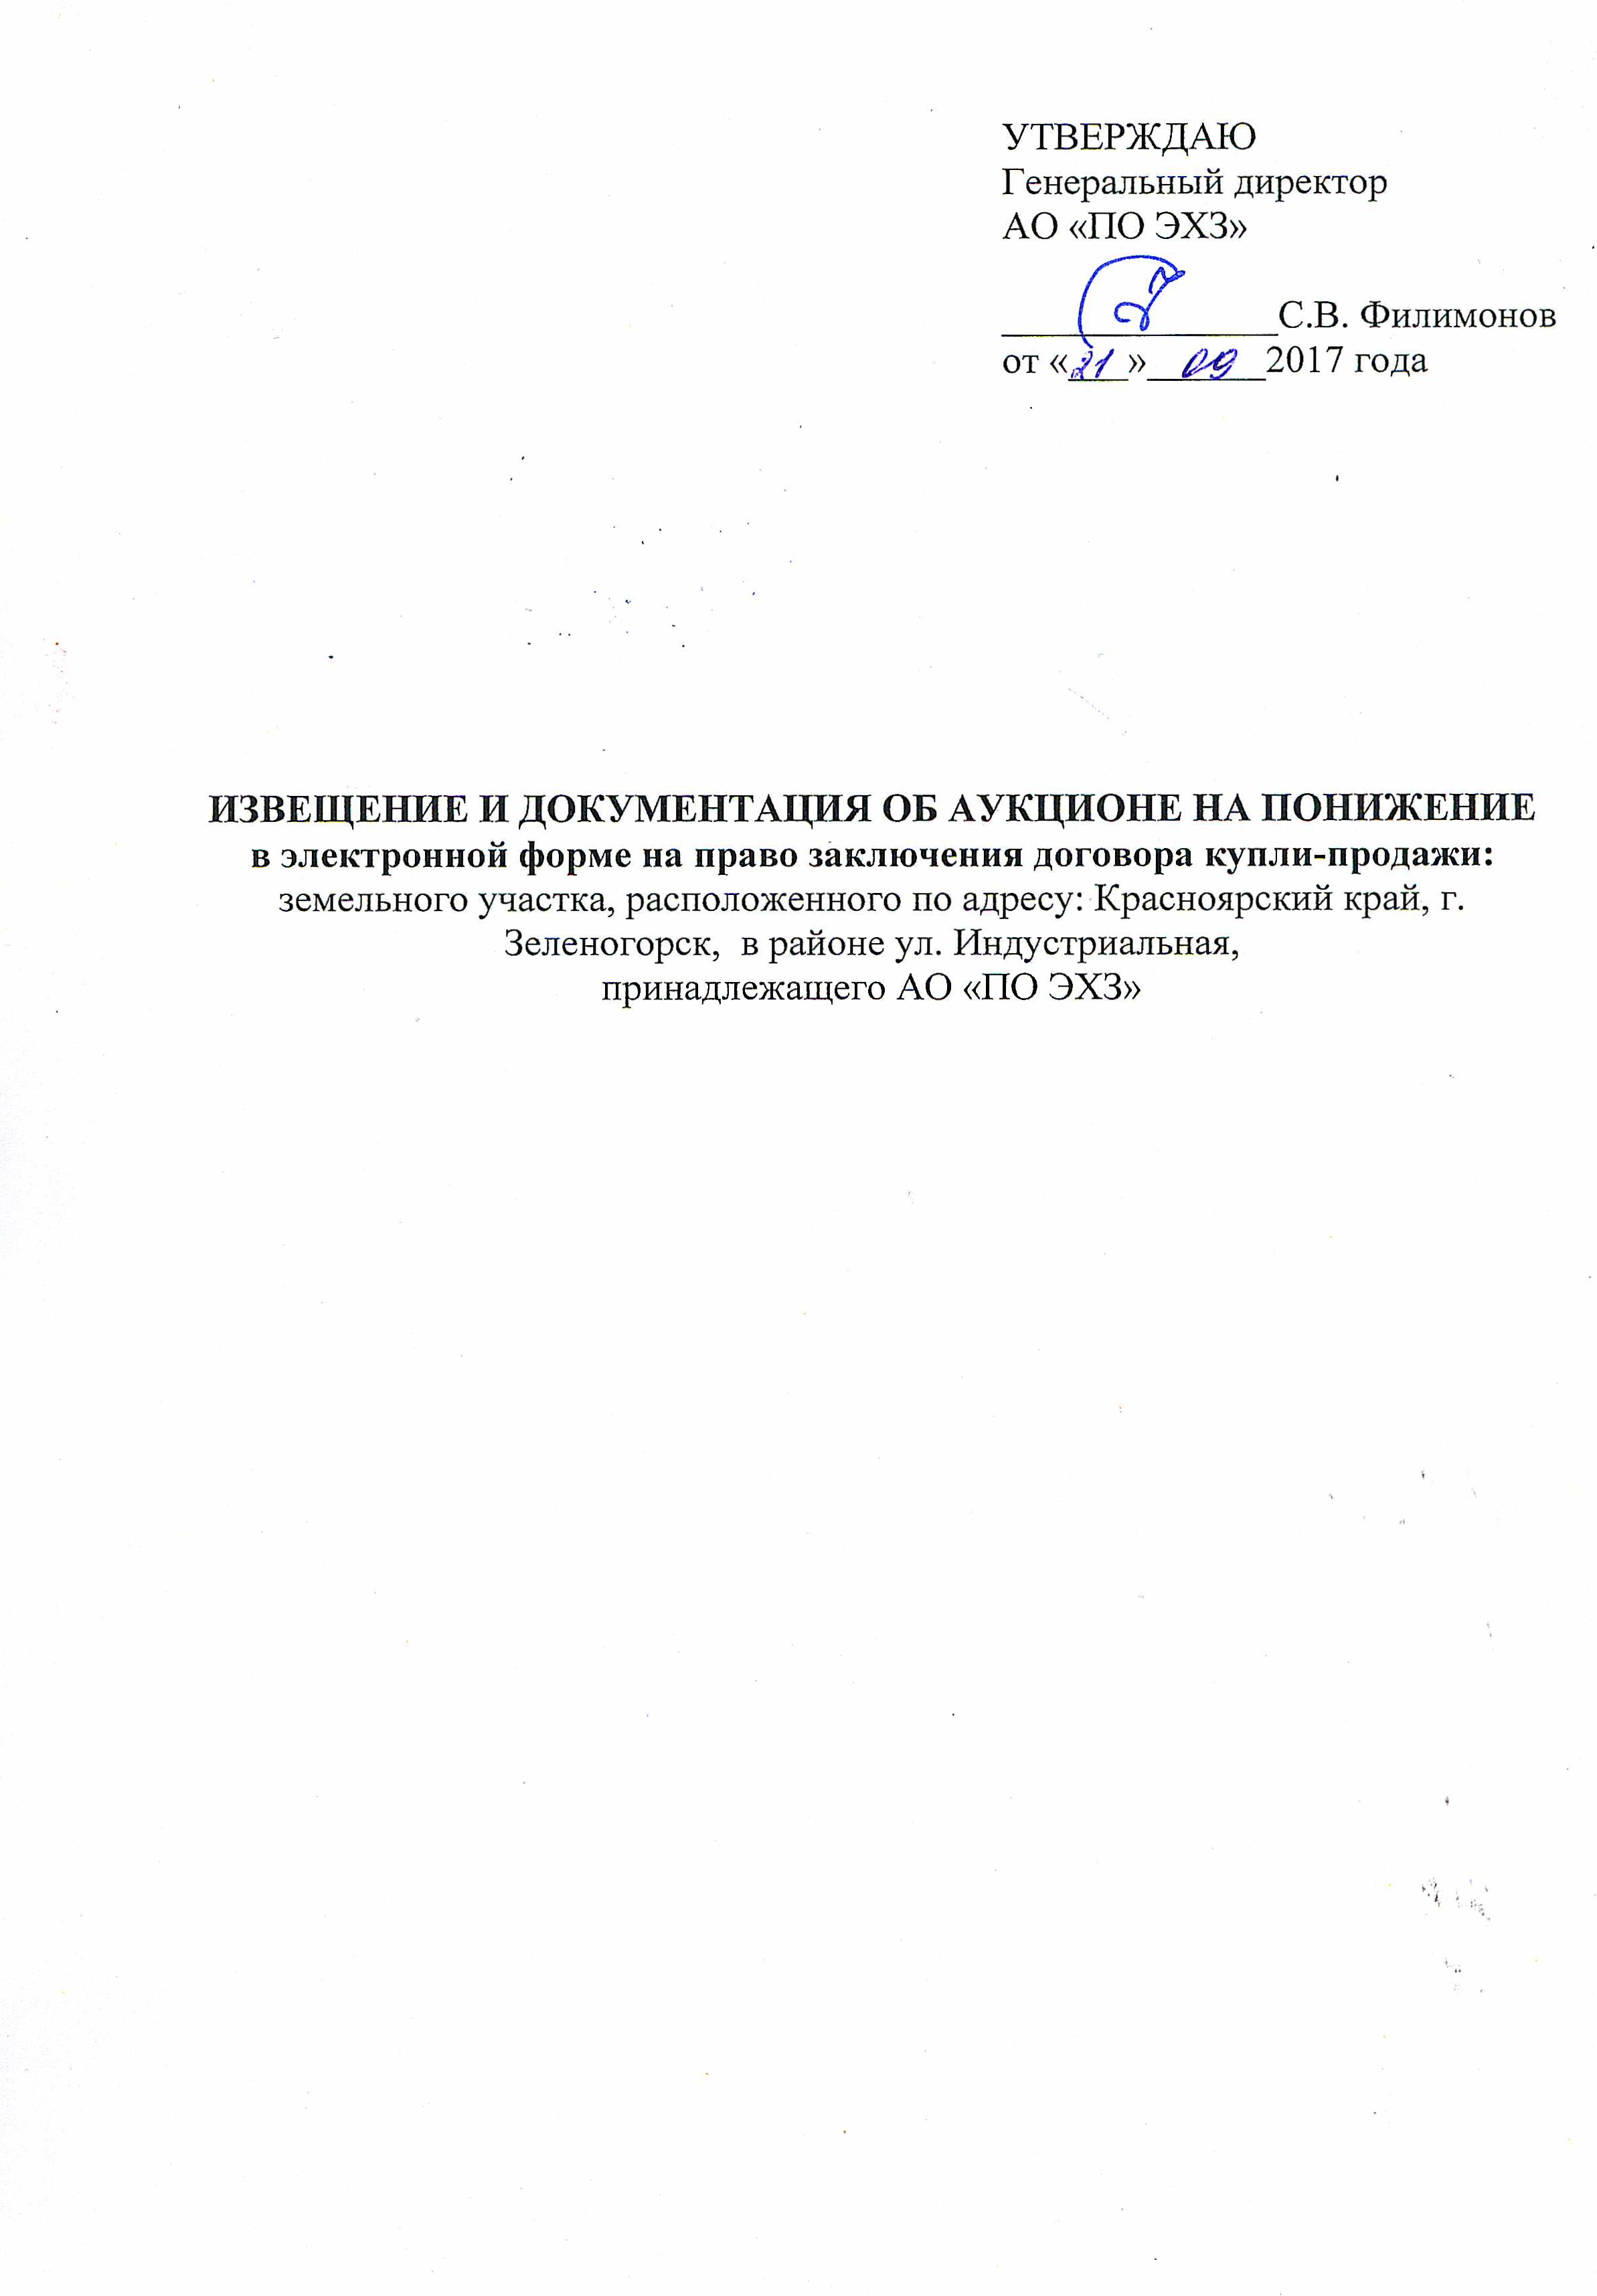 УТВЕРЖДАЮ
Генеральный директор
АО «ПО ЭХЗ»
______________С.В. Филимонов
от «21» 09 2017 года
ИЗВЕЩЕНИЕ И ДОКУМЕНТАЦИЯ ОБ АУКЦИОНЕ НА ПОНИЖЕНИЕ
в электронной форме на право заключения договора купли-продажи:
земельного участка, расположенного по адресу: Красноярский край, г.
Зеленогорск, в районе ул. Индустриальная,
принадлежащего АО «ПО ЭХЗ»